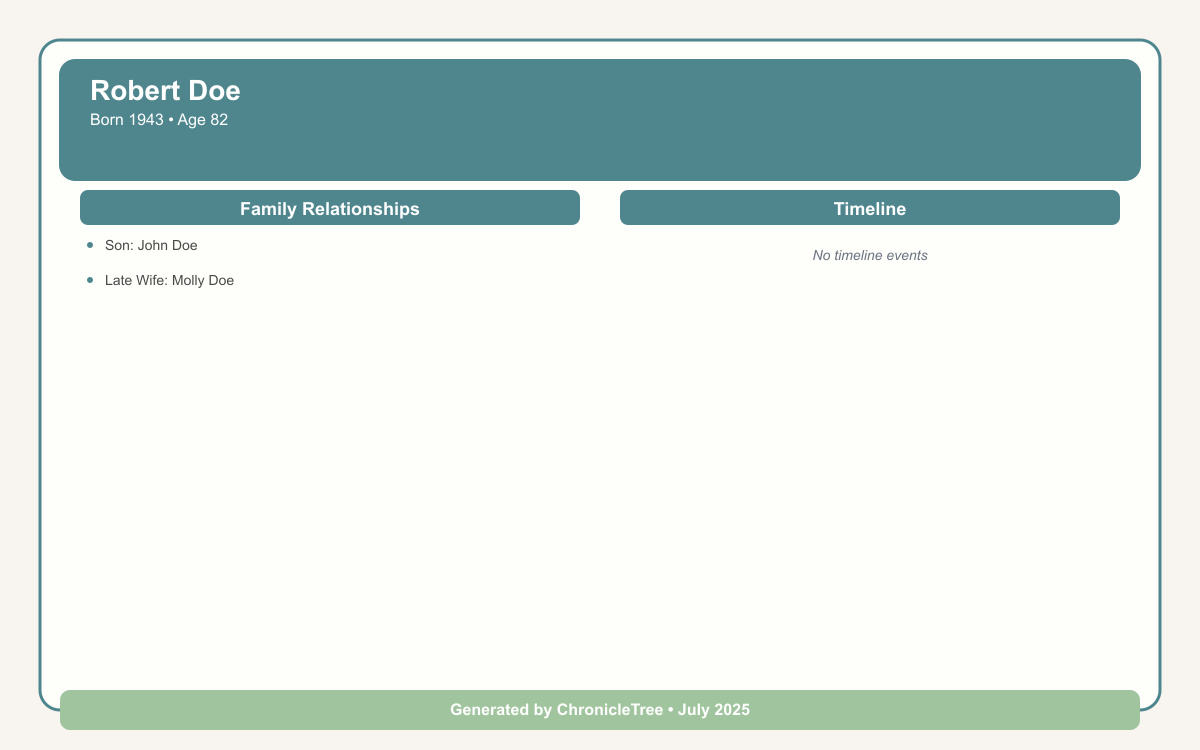 Robert Doe
Born 1943 • Age 82
Family Relationships
• Son: John Doe
• Late Wife: Molly Doe
Timeline
No timeline events
Generated by ChronicleTree • July 2025